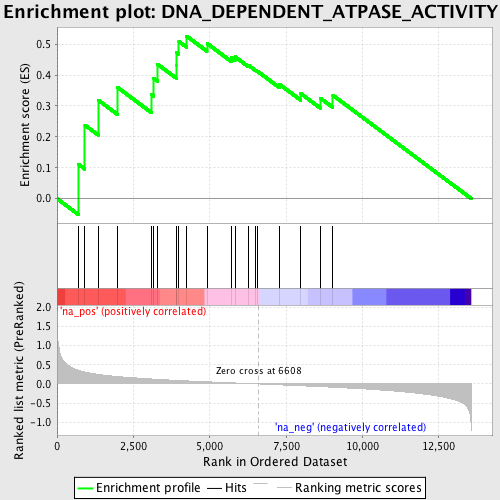 Enrichment plot: DNA_DEPENDENT_ATPASE_ACTIVITY
Enrichment score (ES)
0.5
0.4
0.3
0.2
0.1
0.0
'na_pos' (positively correlated)
Ranked list metric (PreRanked)
2.0
1.5
1.0
0.5
0.0
-0.5
-1.0
Zero cross at 6608
'na_neg' (negatively correlated)
0
2,500
5,000
7,500
10,000
12,500
Rank in Ordered Dataset
Enrichment profile
Hits
Ranking metric scores